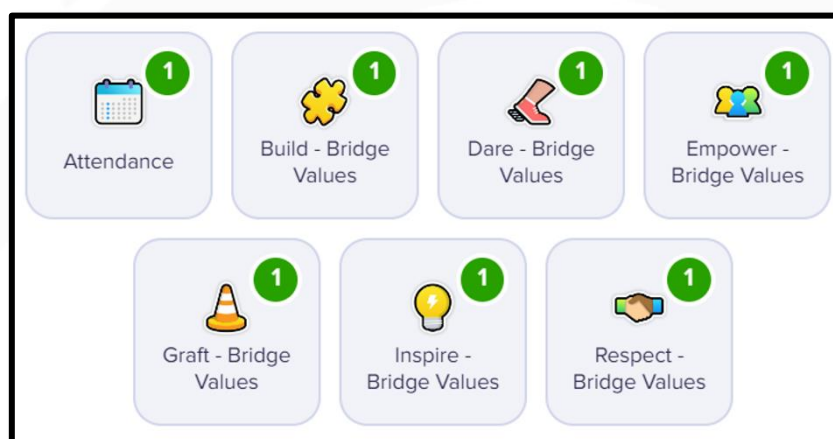 1
1
1
1
Attendance
Build - Bridge
Values
Dare - Bridge
Values
Empower -
Bridge Values
1
1
1
Graft - Bridge
Values
Inspire -
Bridge Values
Respect -
Bridge Values